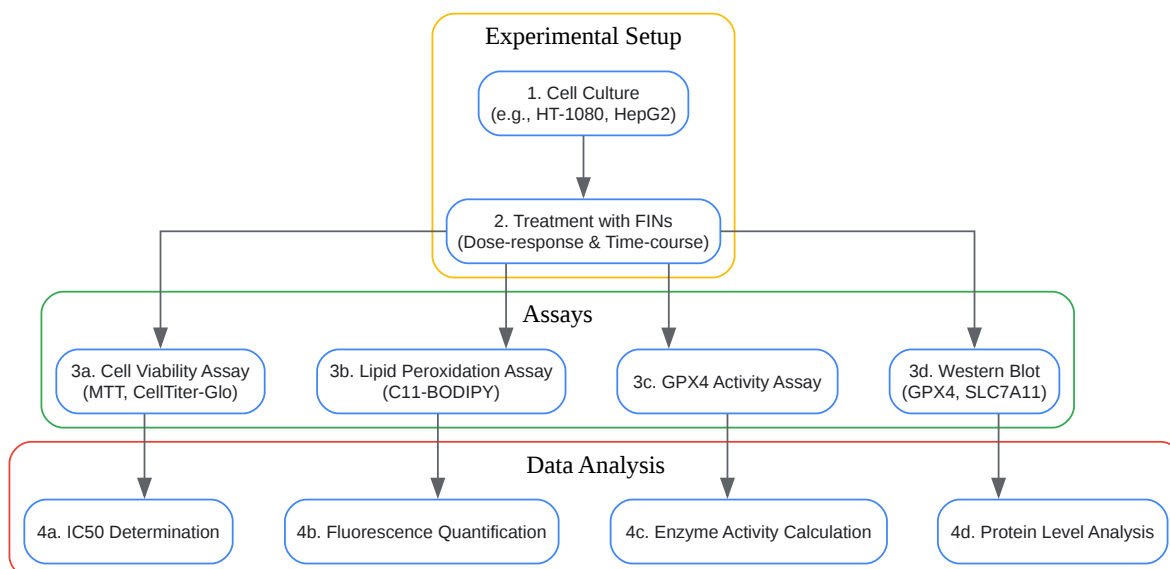 Experimental Setup
1. Cell Culture
(e.g., HT-1080, HepG2)
2. Treatment with FINs
(Dose-response & Time-course)
Assays
3a. Cell Viability Assay
(MTT, CellTiter-Glo)
3b. Lipid Peroxidation Assay
(C11-BODIPY)
3c. GPX4 Activity Assay
3d. Western Blot
(GPX4, SLC7A11)
Data Analysis
4a. IC50 Determination
4b. Fluorescence Quantification
4c. Enzyme Activity Calculation
4d. Protein Level Analysis